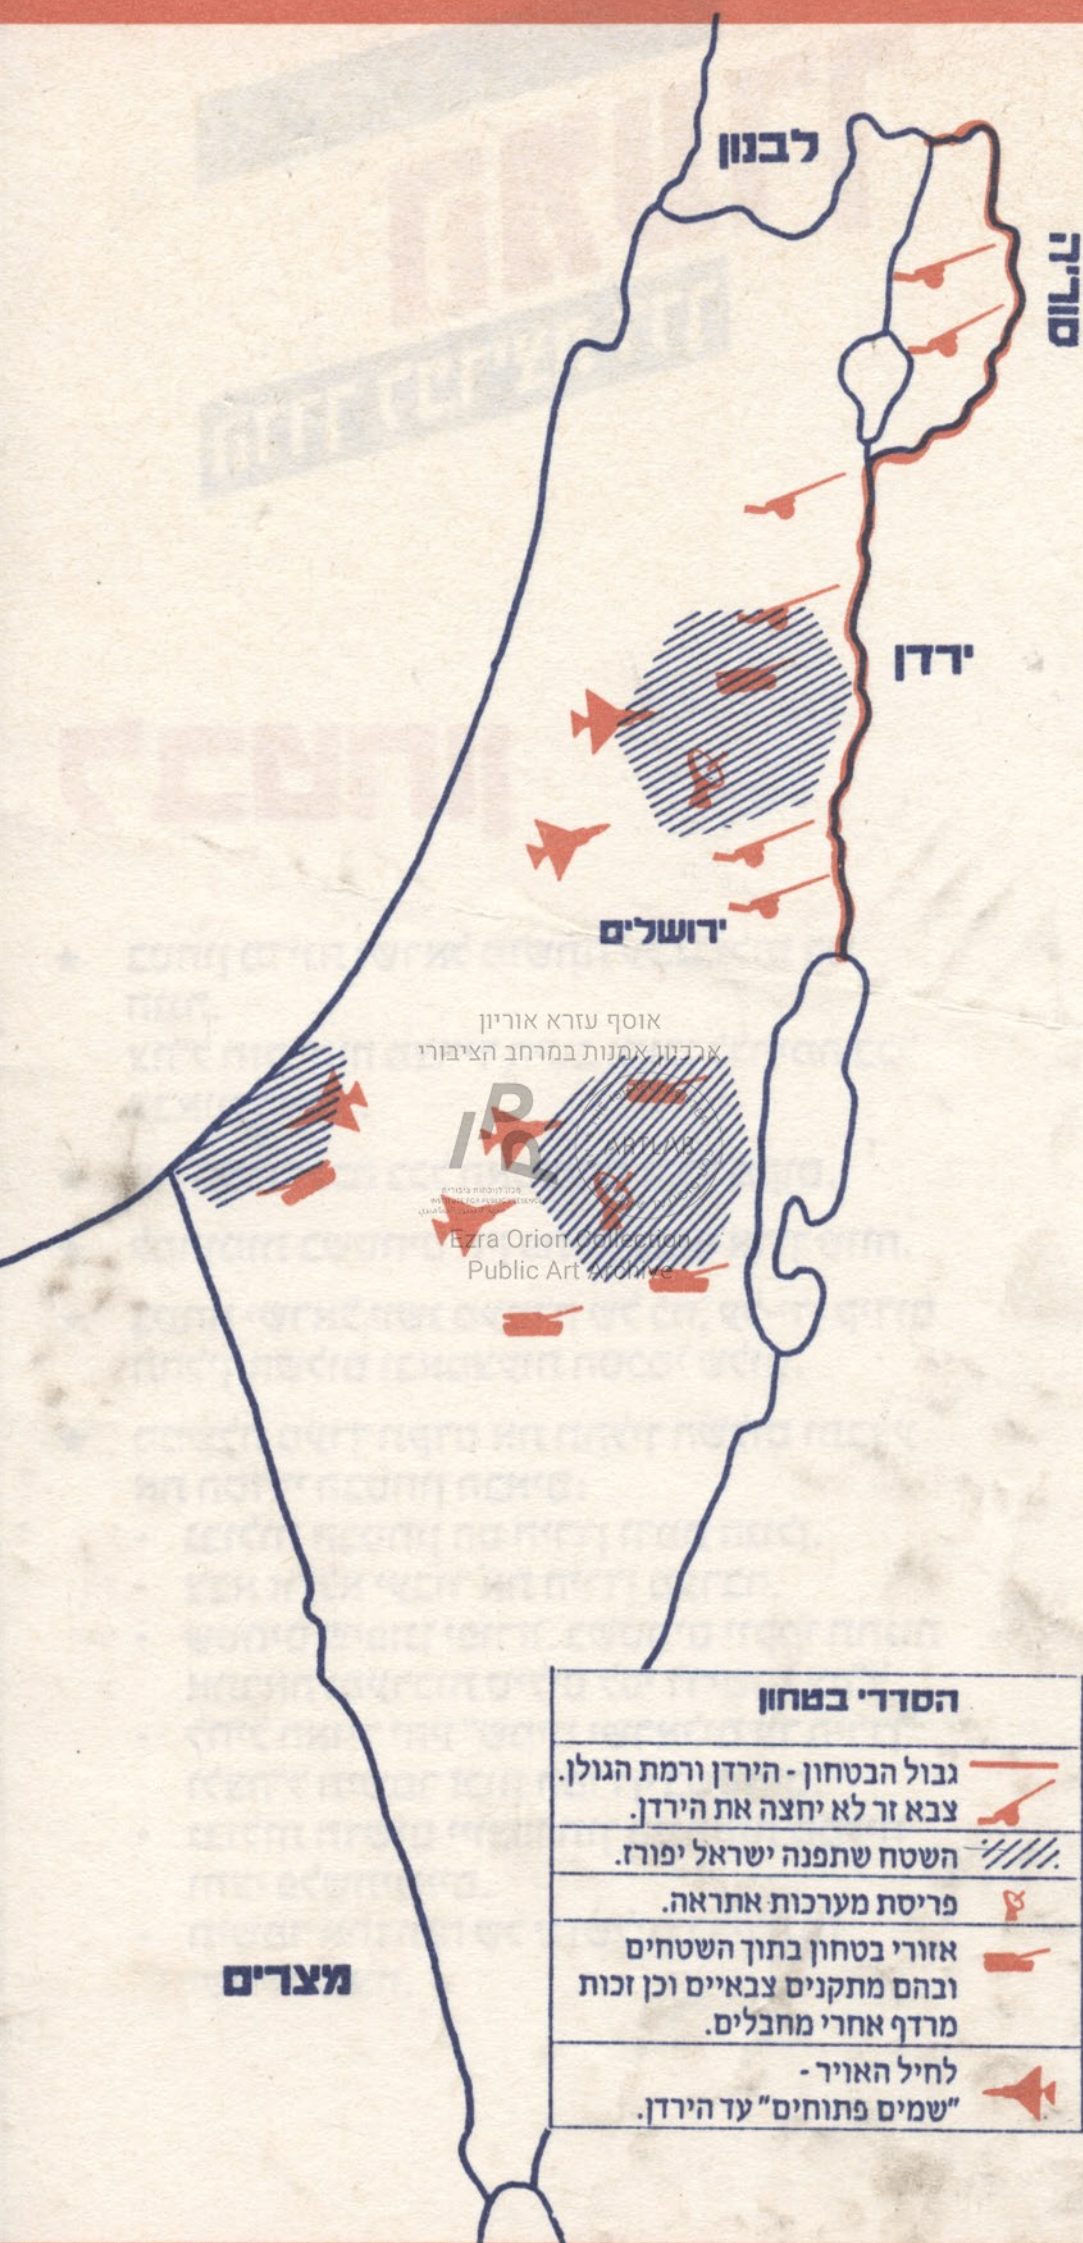 לבנון
סוריה
ירדן
ירושלים
אוסף עזרא אוריון
ארכיון אמנות במרחב הציבורי
ARTLAB
Ezra Orion Collection
Public Art Archive
מצרים
הסדרי בטחון
גבול הבטחון - הירדן ורמת הגולן.
צבא זר לא יחצה את הירדן.
השטח שתפנה ישראל יפורז.
פריסת מערכות אתראה.
אזורי בטחון בתוך השטחים
ובהם מתקנים צבאיים וכן זכות
מרדף אחרי מחבלים.
לחיל האויר -
"שמים פתוחים" עד הירדן.